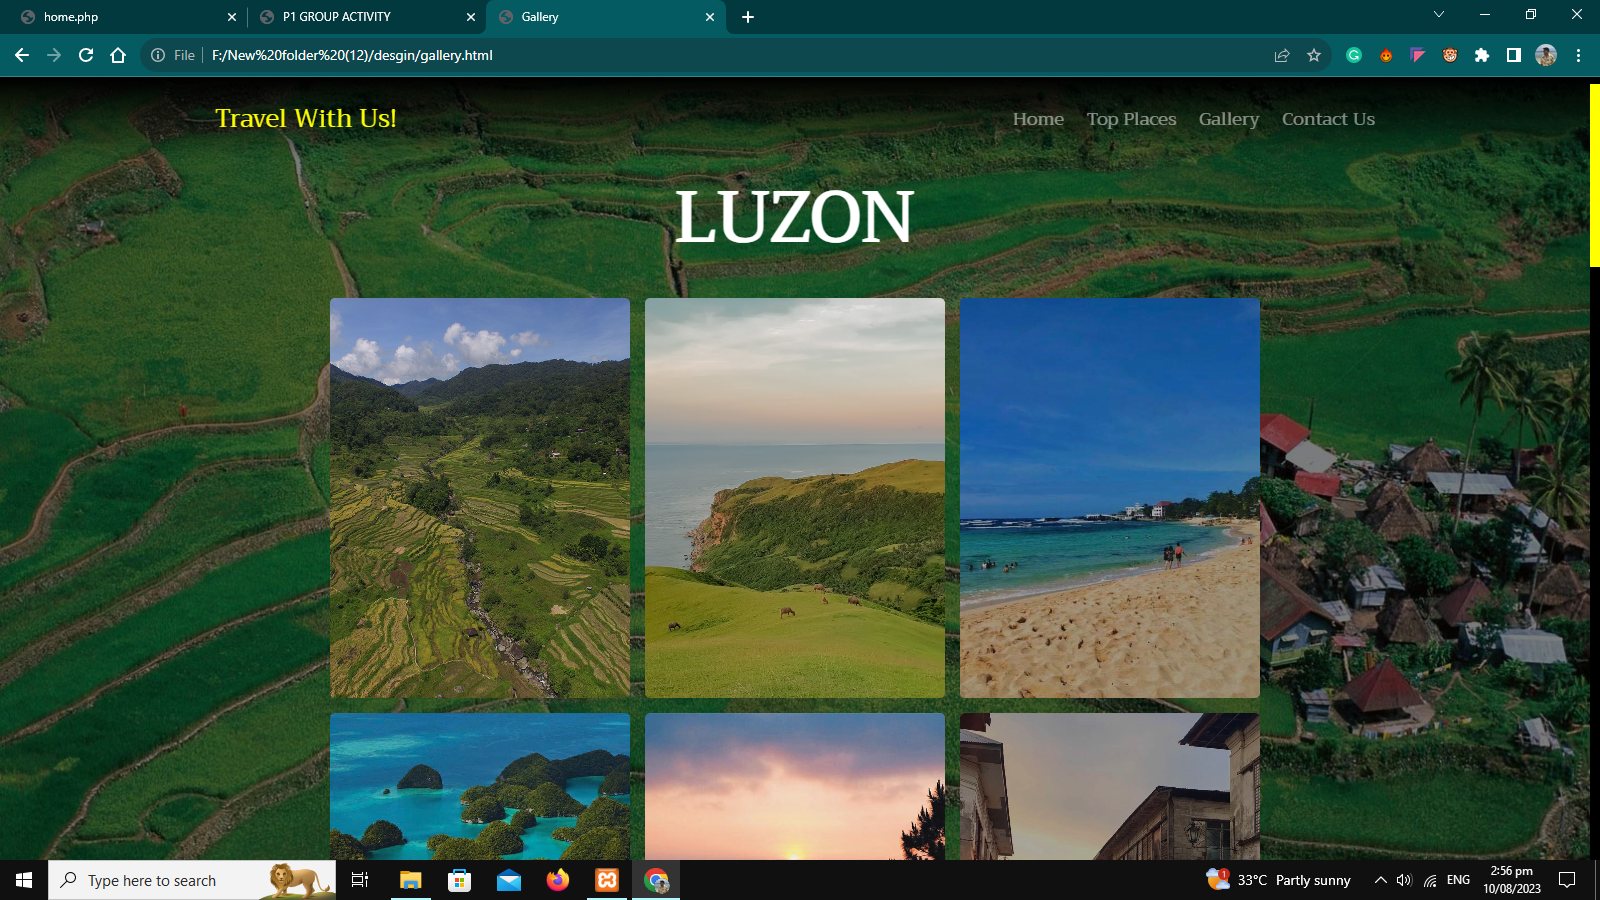 home.php
P1 GROUP ACTIVITY
Gallery
File
F:/New%20folder%20(12)/desgin/gallery.html
Travel With Us!
Home
Top Places
Gallery
Contact Us
LUZON
Type here to search
1
33°C Partly sunny
ENG
2:56 pm
10/08/2023